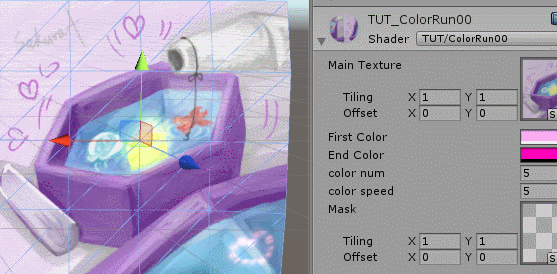 TUT_ColorRun00
Shader TUT/ColorRun00
Main Texture
Tiling X 1 Y 1
Offset X 0 Y 0
First Color
End Color
color num 5
color speed 5
Mask
Tiling X 1 Y 1
Offset X 0 Y 0